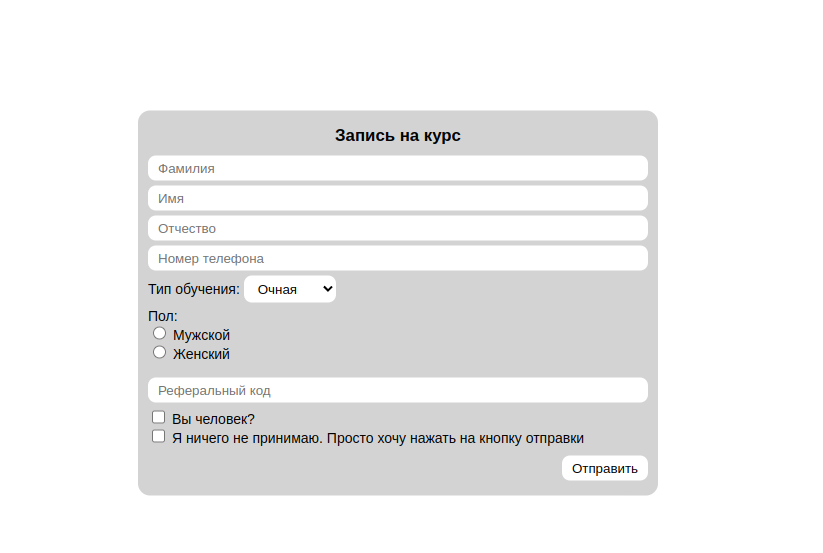 Запись на курс
Фамилия
Имя
Отчество
Номер телефона
Тип обучения: Очная
Пол:
Мужской
Женский
Реферальный код
Вы человек?
Я ничего не принимаю. Просто хочу нажать на кнопку отправки
Отправить